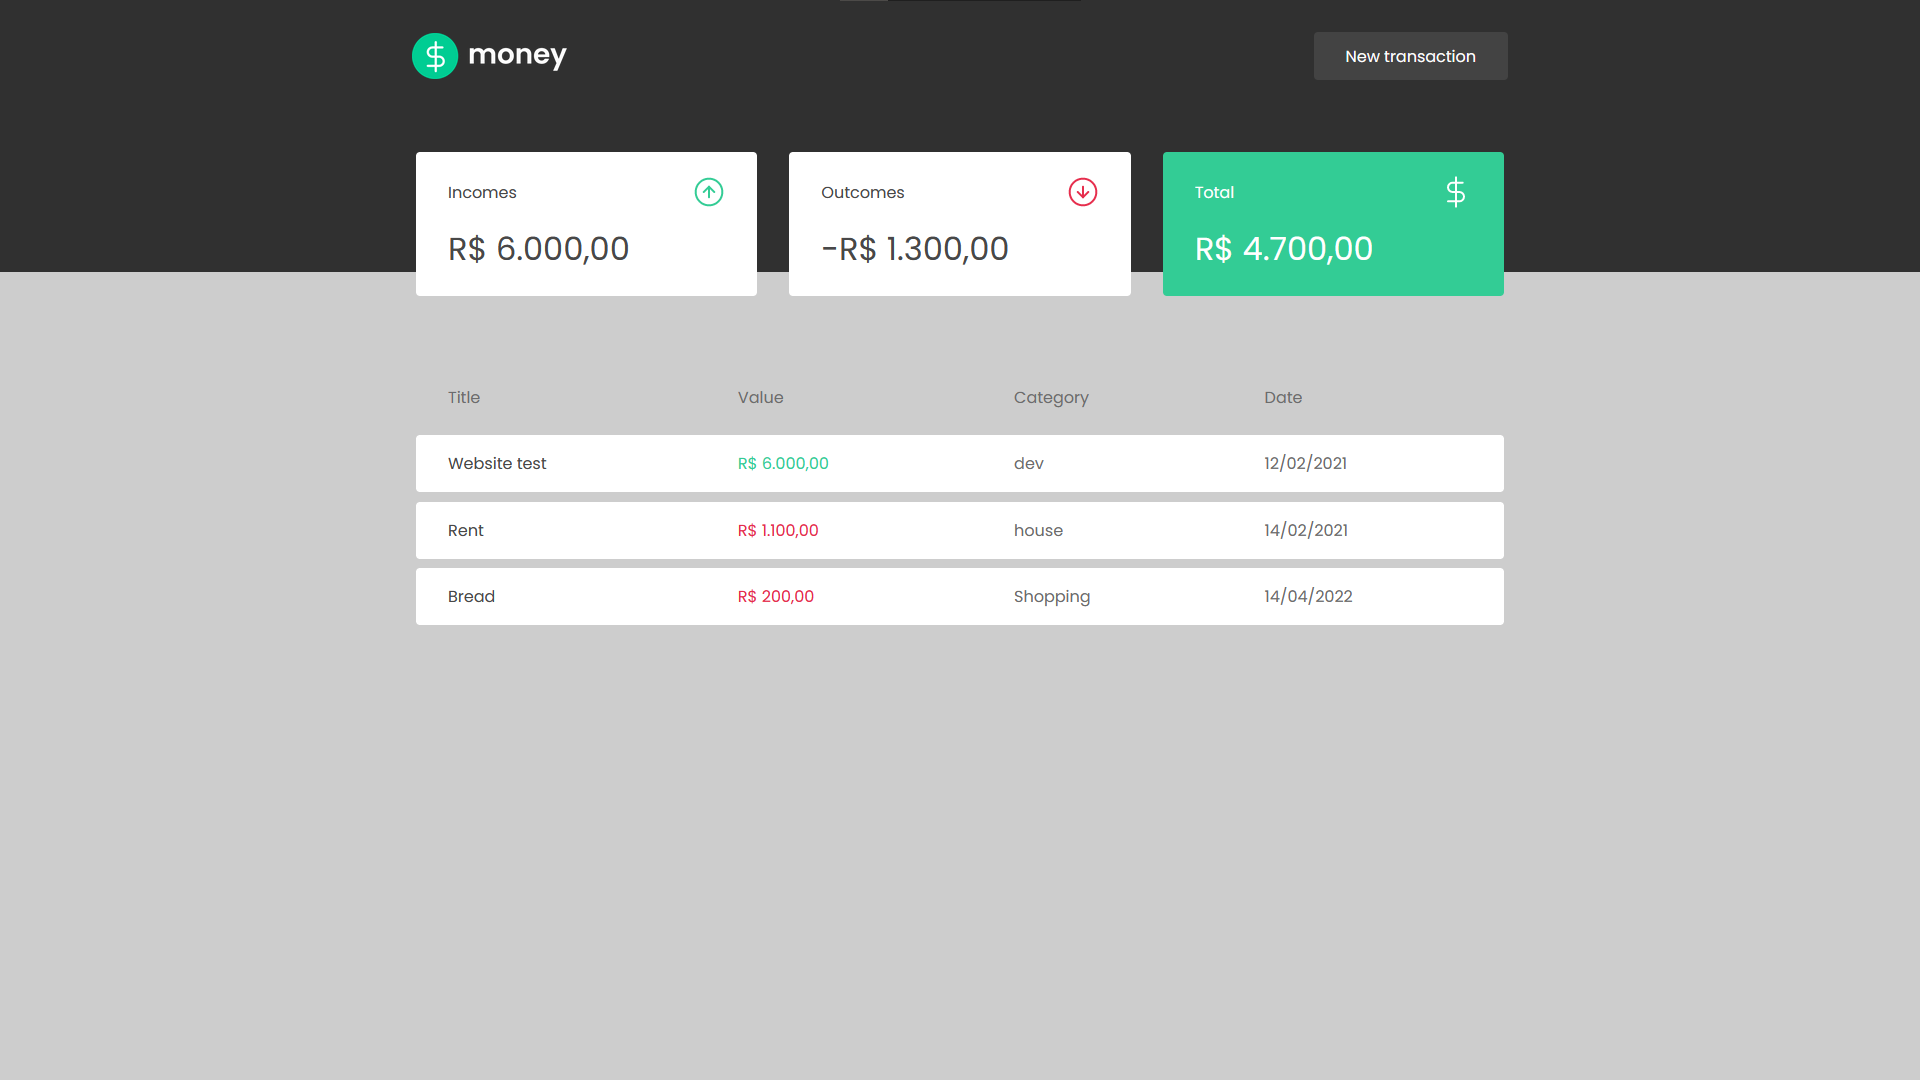 $ money
New transaction
Incomes
R$ 6.000,00
Outcomes
-R$ 1.300,00
Total $
R$ 4.700,00
Title Value Category Date
Website test R$ 6.000,00 dev 12/02/2021
Rent R$ 1.100,00 house 14/02/2021
Bread R$ 200,00 Shopping 14/04/2022